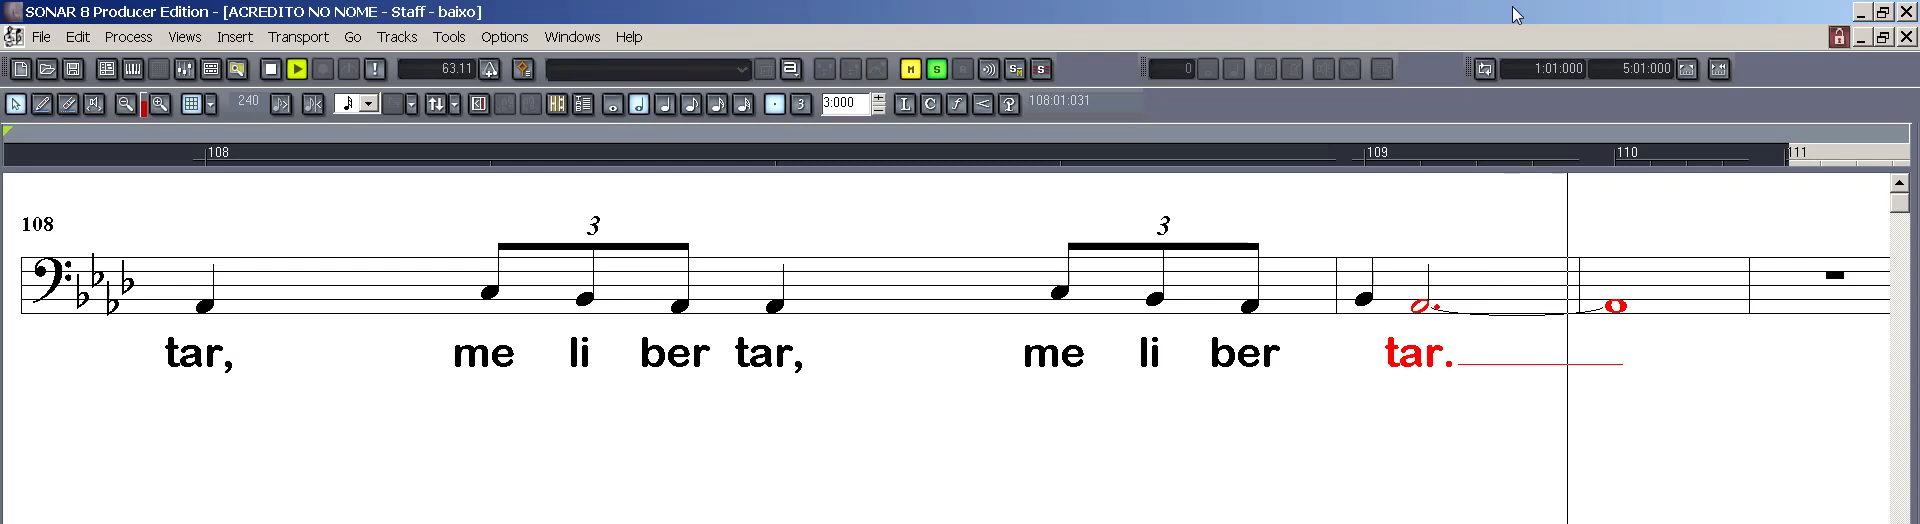 SONAR 8 Producer Edition - [ACREDITO NO NOME - Staff - baixo]
File Edit Process Views Insert Transport Go Tracks Tools Options Windows Help
63.11 M S 0 1:01:000 5:01:000
240 3 3:000 L C f 108:01:031
108 109 110 111
108 3 3
tar, me li ber tar, me li ber tar.